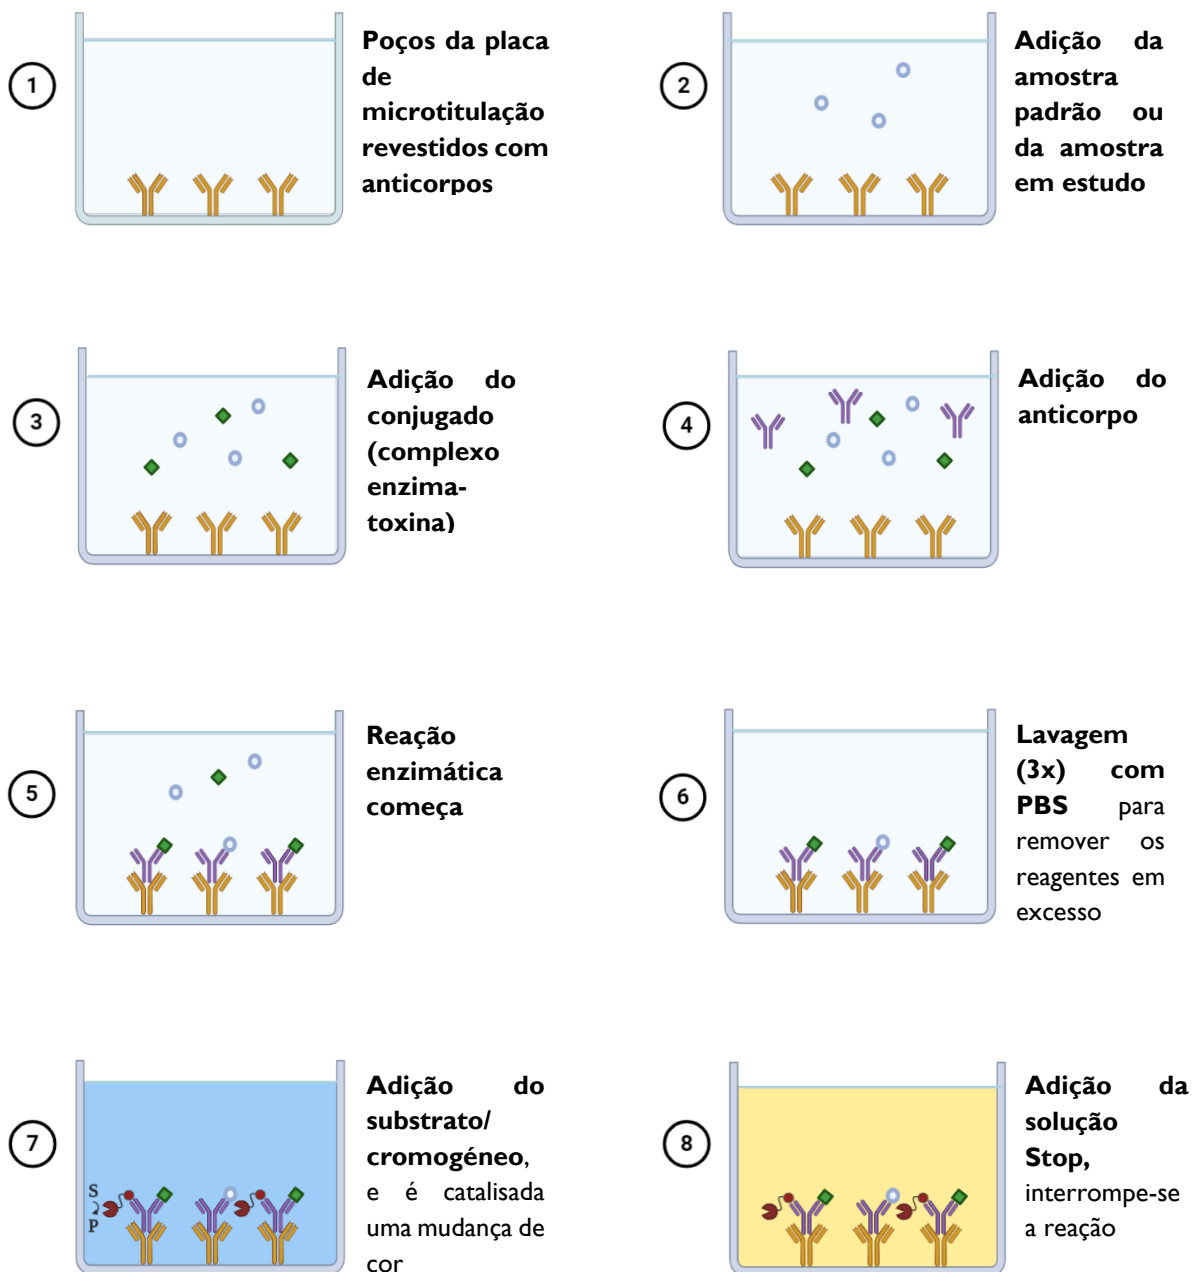 1
Poços da placa
de
microtitulação
revestidos com
anticorpos
2
Adição da
amostra
padrão ou
da amostra
em estudo
3
Adição do
conjugado
(complexo
enzima-
toxina)
4
Adição do
anticorpo
5
Reação
enzimática
começa
6
Lavagem
(3x) com
PBS para
remover os
reagentes em
excesso
7
S
P
Adição do
substrato/
cromogéneo,
e é catalisada
uma mudança de
cor
8
Adição da
solução
Stop,
interrompe-se
a reação